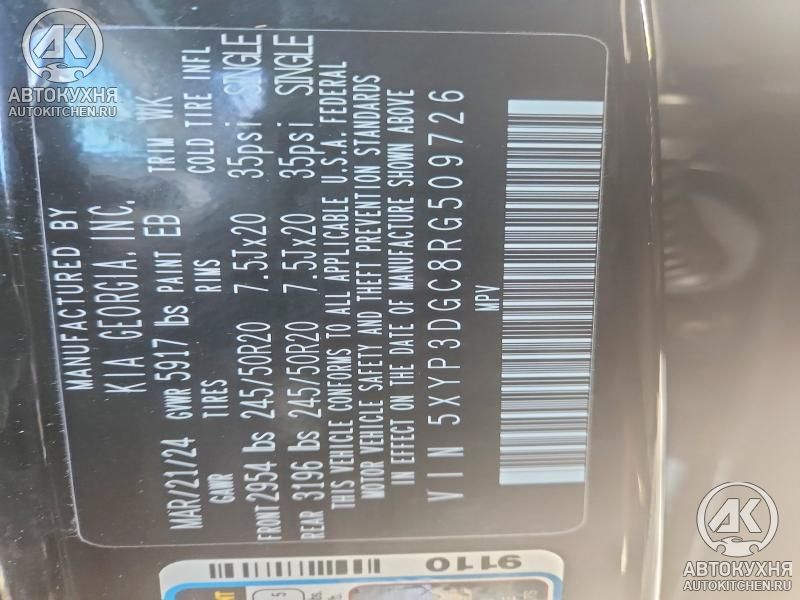 MANUFACTURED BY
KIA GEORGIA, INC.
MAR/21/24 GVWR 5917 lbs PAINT EB TRIM WK
GAWR TIRES RIMS COLD TIRE INFL
FRONT 2954 lbs 245/50R20 7.5Jx20 35psi SINGLE
REAR 3196 lbs 245/50R20 7.5Jx20 35psi SINGLE
THIS VEHICLE CONFORMS TO ALL APPLICABLE U.S.A. FEDERAL
MOTOR VEHICLE SAFETY AND THEFT PREVENTION STANDARDS
IN EFFECT ON THE DATE OF MANUFACTURE SHOWN ABOVE
VIN 5XYP3DGC8RG509726
MPV
9110
5
AK
АВТОКУХНЯ
AUTOKITCHEN.RU
AK
АВТОКУХНЯ
AUTOKITCHEN.RU